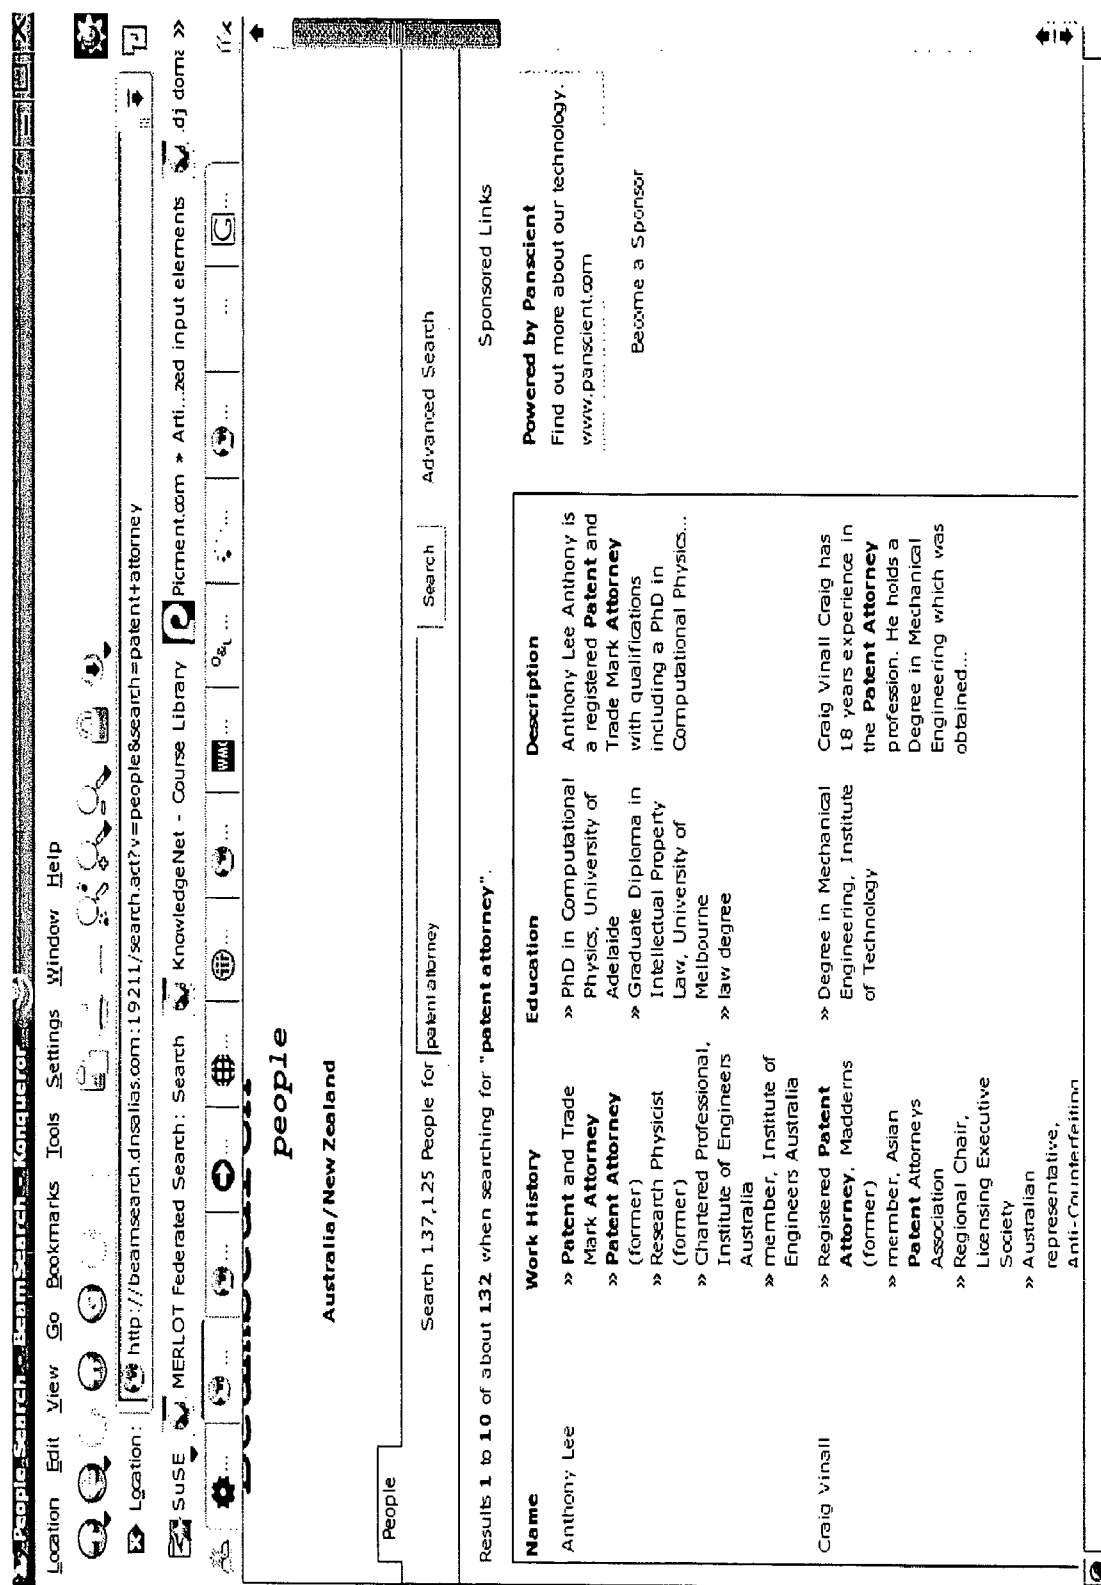 People Search - BeamSearch - Konqueror
Location Edit View Go Bookmarks Tools Settings Window Help
Location: http://beamsearch.dnsalias.com:19211/search.act?v=people&search=patent+attorney
SuSE MERLOT Federated Search: Search KnowledgeNet - Course Library Picment.com » Arti...zed input elements .dj doma »
... ... ... ... ... ... WMC ... O&L ... ... ... ... G ...
people
Australia/New Zealand
People
Search 137,125 People for patent attorney Search Advanced Search
Results 1 to 10 of about 132 when searching for "patent attorney".
Sponsored Links
Name Work History Education Description
Anthony Lee
» Patent and Trade
Mark Attorney
» Patent Attorney
(former)
» Research Physicist
(former)
» Chartered Professional,
Institute of Engineers
Australia
» member, Institute of
Engineers Australia
» PhD in Computational
Physics, University of
Adelaide
» Graduate Diploma in
Intellectual Property
Law, University of
Melbourne
» law degree
Anthony Lee Anthony is
a registered Patent and
Trade Mark Attorney
with qualifications
including a PhD in
Computational Physics...
Craig Vinall
» Registered Patent
Attorney, Madderns
(former)
» member, Asian
Patent Attorneys
Association
» Regional Chair,
Licensing Executive
Society
» Australian
representative,
Anti-Counterfeiting
» Degree in Mechanical
Engineering, Institute
of Technology
Craig Vinall Craig has
18 years experience in
the Patent Attorney
profession. He holds a
Degree in Mechanical
Engineering which was
obtained...
Powered by Panscient
Find out more about our technology.
www.panscient.com
Become a Sponsor